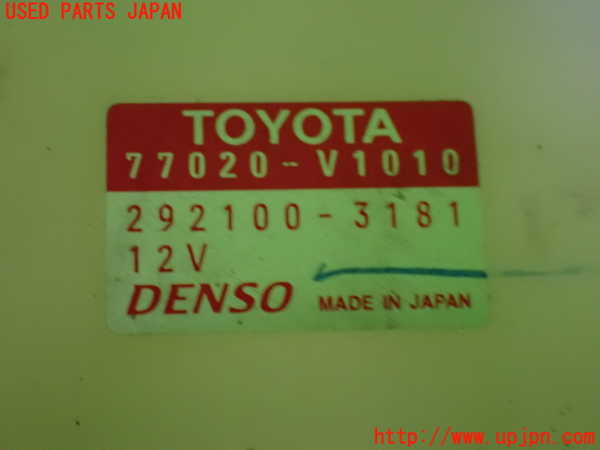 USED PARTS JAPAN
TOYOTA
77020-V1010
292100-3181
12V
DENSO MADE IN JAPAN
http://www.upjpn.com/